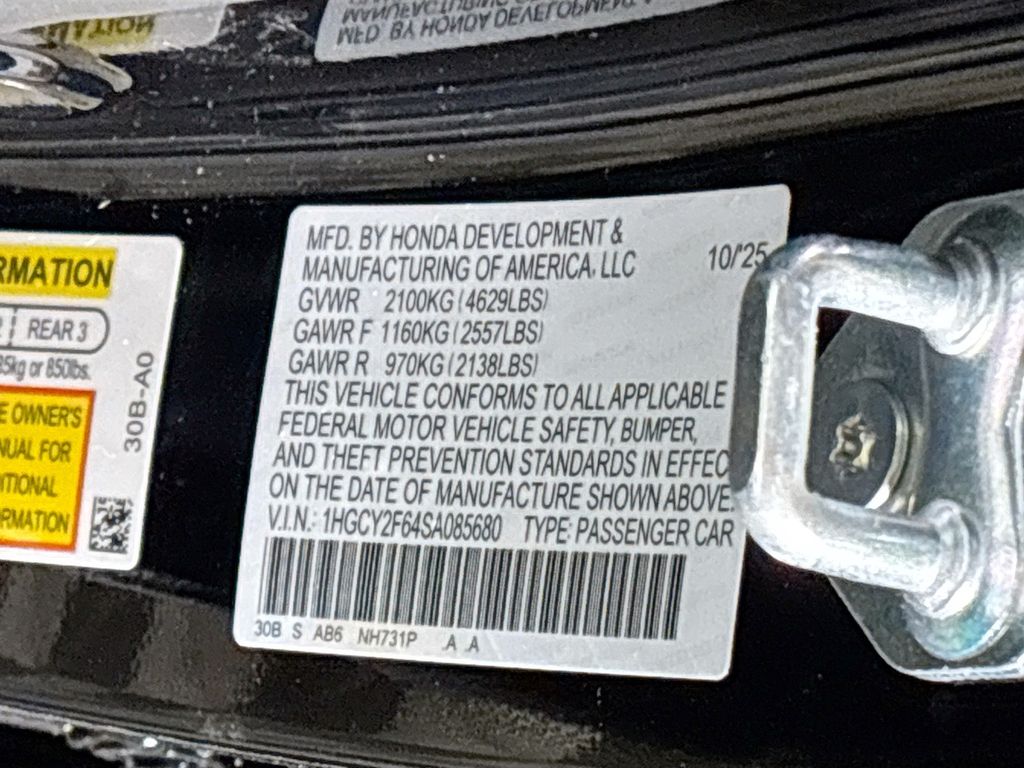 MFD. BY HONDA DEVELOPMENT
MFD. BY HONDA DEVELOPMENT &
MANUFACTURING OF AMERICA, LLC 10/'25
GVWR 2100KG (4629LBS)
GAWR F 1160KG (2557LBS)
GAWR R 970KG (2138LBS)
THIS VEHICLE CONFORMS TO ALL APPLICABLE
FEDERAL MOTOR VEHICLE SAFETY, BUMPER,
AND THEFT PREVENTION STANDARDS IN EFFEC
ON THE DATE OF MANUFACTURE SHOWN ABOVE.
V.I.N.: 1HGCY2F64SA085680 TYPE: PASSENGER CAR
30B S AB6 NH731P A A
RMATION
REAR 3
85kg or 850lbs.
E OWNER'S
NUAL FOR
ITIONAL
ORMATION
30B-A0